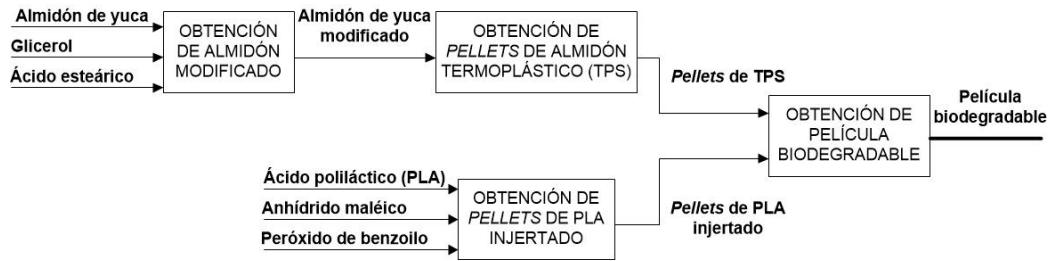 Almidón de yuca
Glicerol
Ácido esteárico
OBTENCIÓN
DE ALMIDÓN
MODIFICADO
Almidón de yuca
modificado
OBTENCIÓN DE
PELLETS DE ALMIDÓN
TERMOPLÁSTICO (TPS)
Pellets de TPS
OBTENCIÓN DE
PELÍCULA
BIODEGRADABLE
Película
biodegradable
Ácido poliláctico (PLA)
Anhídrido maléico
Peróxido de benzoilo
OBTENCIÓN DE
PELLETS DE PLA
INJERTADO
Pellets de PLA
injertado